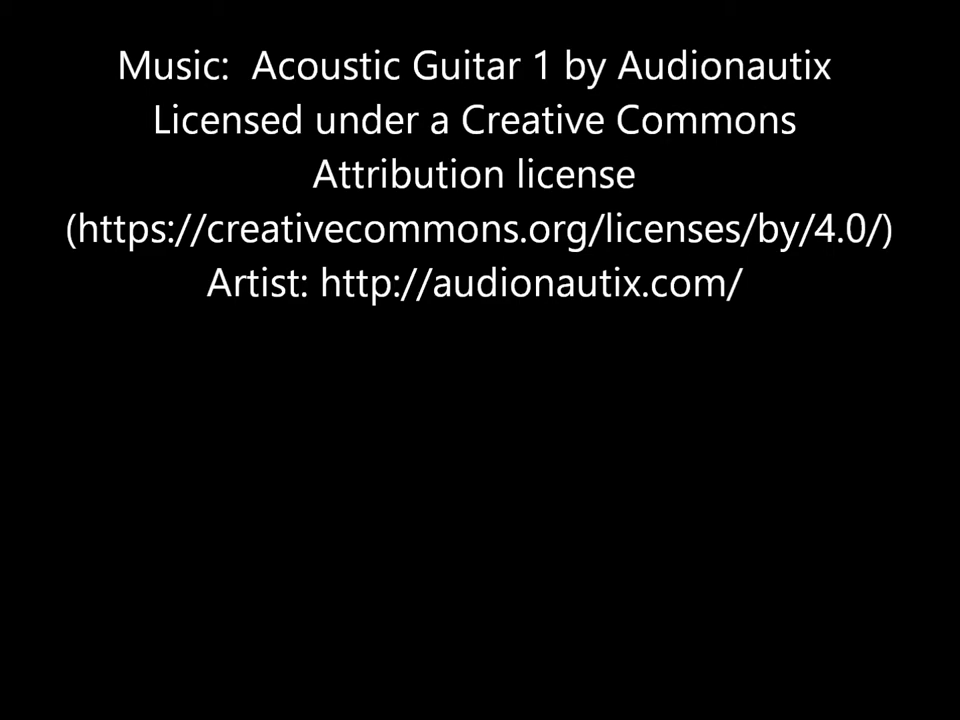 Music:  Acoustic Guitar 1 by Audionautix
Licensed under a Creative Commons
Attribution license
(https://creativecommons.org/licenses/by/4.0/)
Artist: http://audionautix.com/